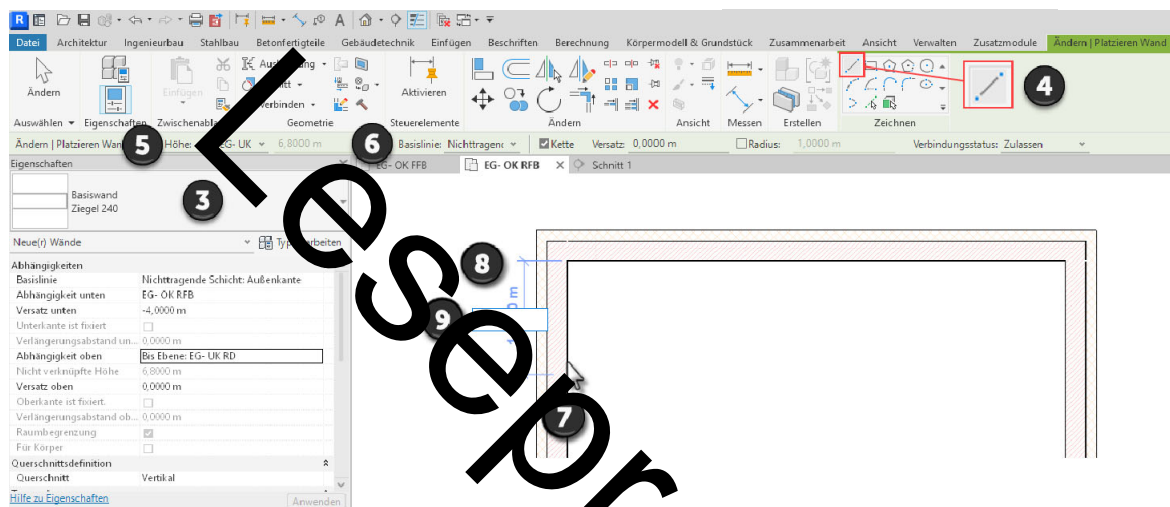 R
A
Datei Architektur Ingenieurbau Stahlbau Betonfertigteile Gebäudetechnik Einfügen Beschriften Berechnung Körpermodell & Grundstück Zusammenarbeit Ansicht Verwalten Zusatzmodule Ändern | Platzieren Wand
Ändern Einfügen Aktivieren
4
Auswählen Eigenschaften Geometrie Steuerelemente Ändern Ansicht Messen Erstellen Zeichnen
Ändern | Platzieren 5 Höhe: UK 6,8000 m 6 Basislinie: Nichttragend Kette Versatz: 0,0000 m Radius: 1,0000 m Verbindungsstatus: Zulassen
Eigenschaften
EG- OK FFB EG- OK RFB Schnitt 1
Basiswand
Ziegel 240
3
Neue(r) Wände
Abhängigkeiten
Basislinie Nichttragende Schicht: Außenkante
Abhängigkeit unten EG- OK RFB
Versatz unten -4,0000 m
Unterkante ist fixiert
Verlängerungsabstand un... 0,0000 m
Abhängigkeit oben Bis Ebene: EG- UK RD
Nicht verknüpfte Höhe 6,8000 m
Versatz oben 0,0000 m
Oberkante ist fixiert.
Verlängerungsabstand ob... 0,0000 m
Raumbegrenzung
Für Körper
Querschnittsdefinition
Querschnitt Vertikal
Hilfe zu Eigenschaften Anwenden
8
9
7
Lesepr